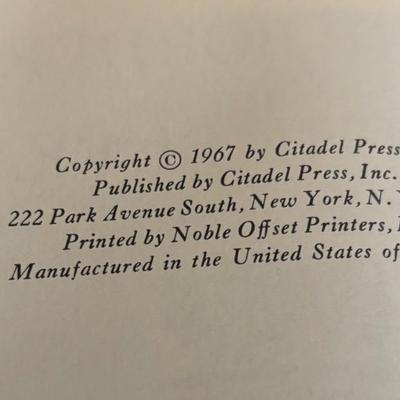 Copyright © 1967 by Citadel Press
Published by Citadel Press, Inc.
222 Park Avenue South, New York, N. Y
Printed by Noble Offset Printers, I
Manufactured in the United States of